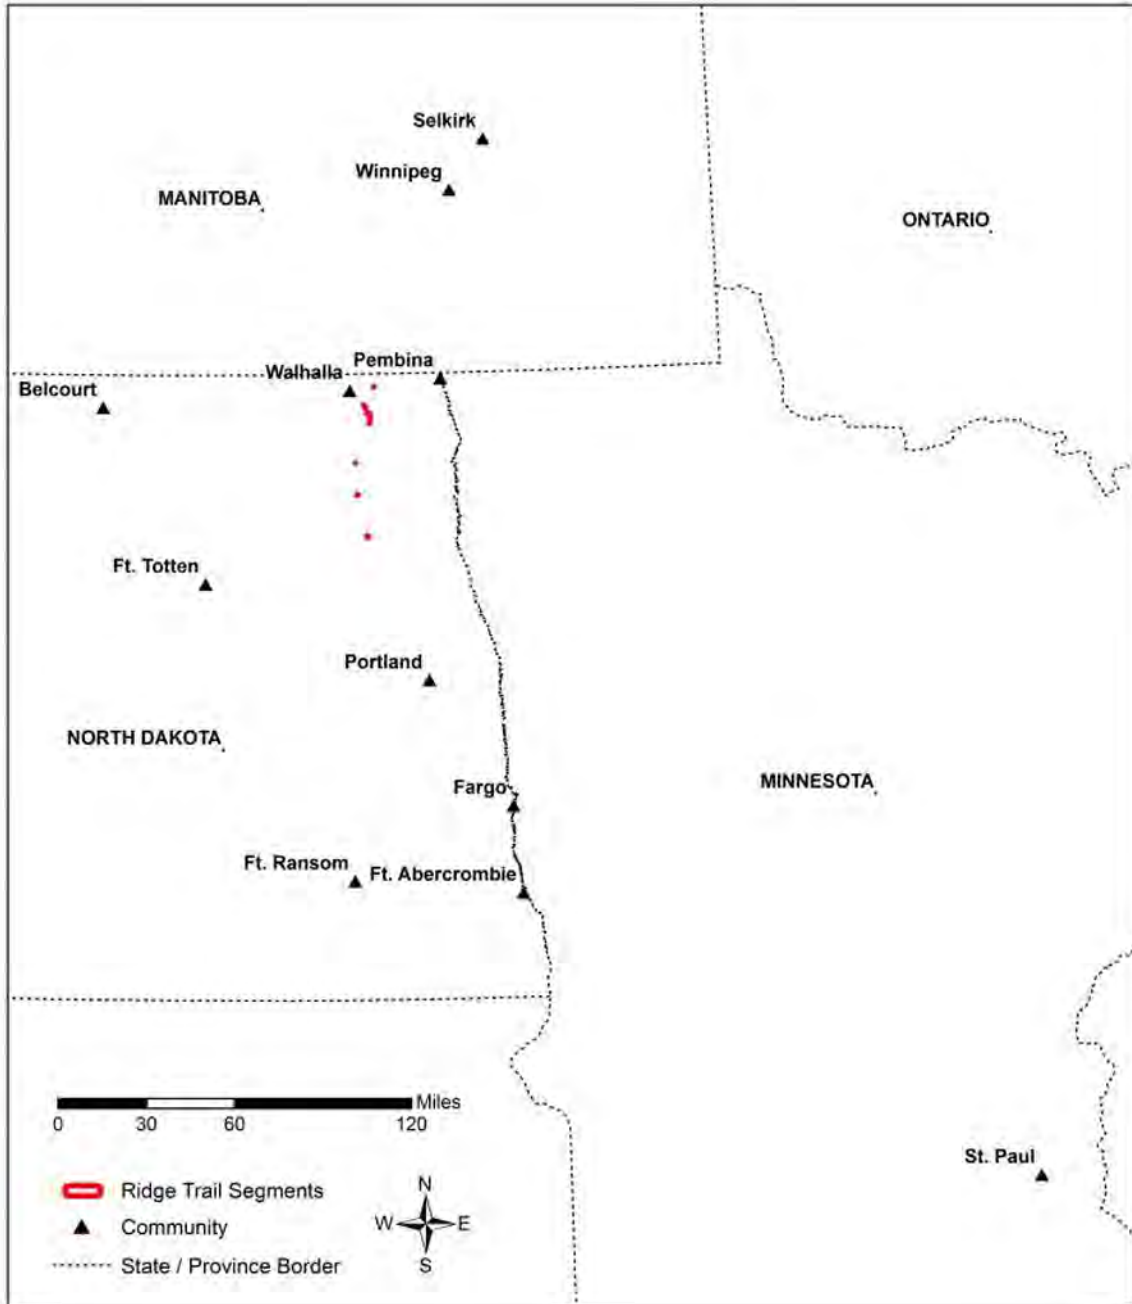 Selkirk
Winnipeg
MANITOBA
ONTARIO
Pembina
Walhalla
Belcourt
Ft. Totten
Portland
NORTH DAKOTA
MINNESOTA
Fargo
Ft. Ransom
Ft. Abercrombie
Miles
0 30 60 120
St. Paul
Ridge Trail Segments
Community
State / Province Border
N
W E
S